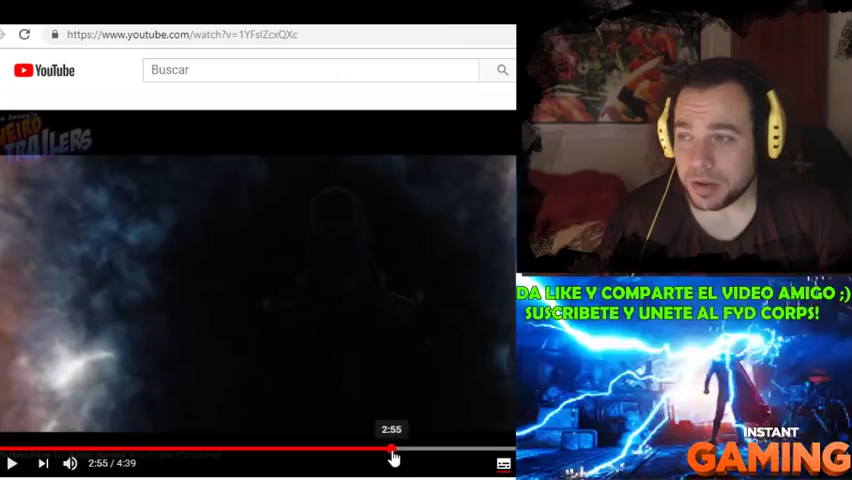 https://www.youtube.com/watch?v=1YFslZcxQXc
YouTube
Buscar
WEIRD
TRAILERS
2:55
2:55 / 4:39
DA LIKE Y COMPARTE EL VIDEO AMIGO ;)
SUSCRIBETE Y UNETE AL FYD CORPS!
INSTANT
GAMING